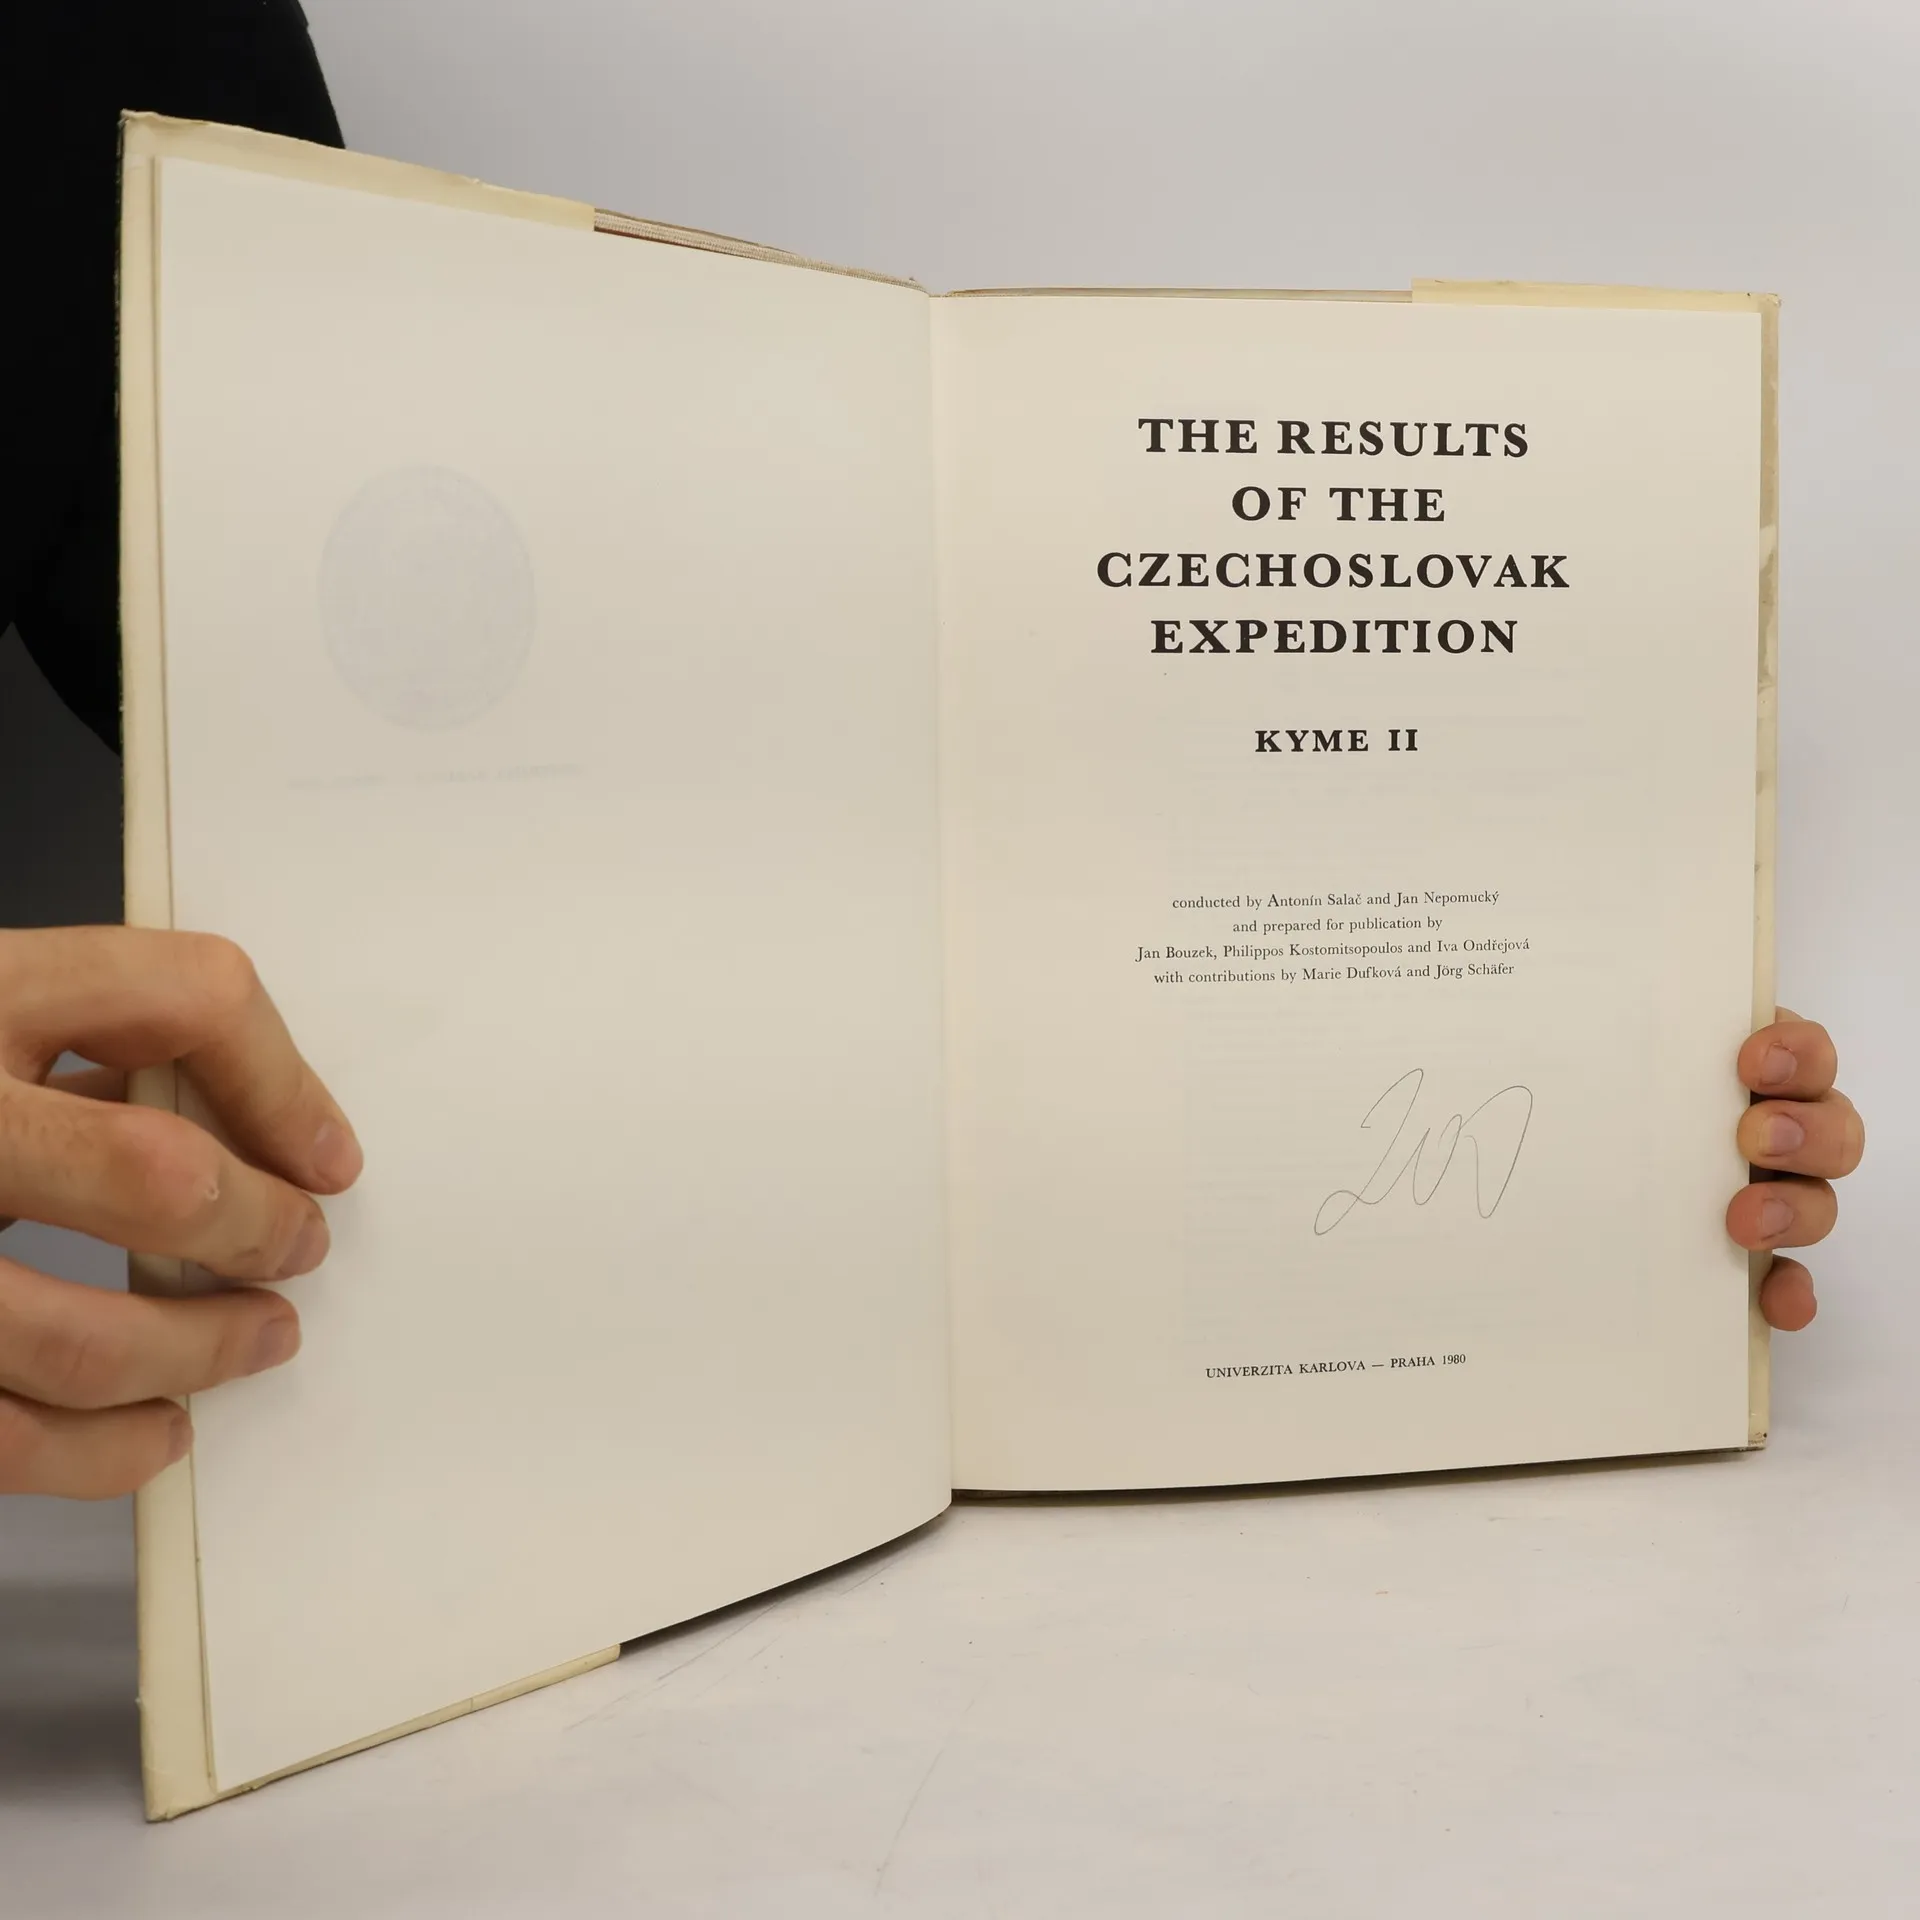 THE RESULTS
OF THE
CZECHOSLOVAK
EXPEDITION
KYME II
conducted by Antonín Salač and Jan Nepomucký
and prepared for publication by
Jan Bouzek, Philippos Kostomitsopoulos and Iva Ondřejová
with contributions by Marie Dufková and Jörg Schäfer
UNIVERZITA KARLOVA — PRAHA 1980